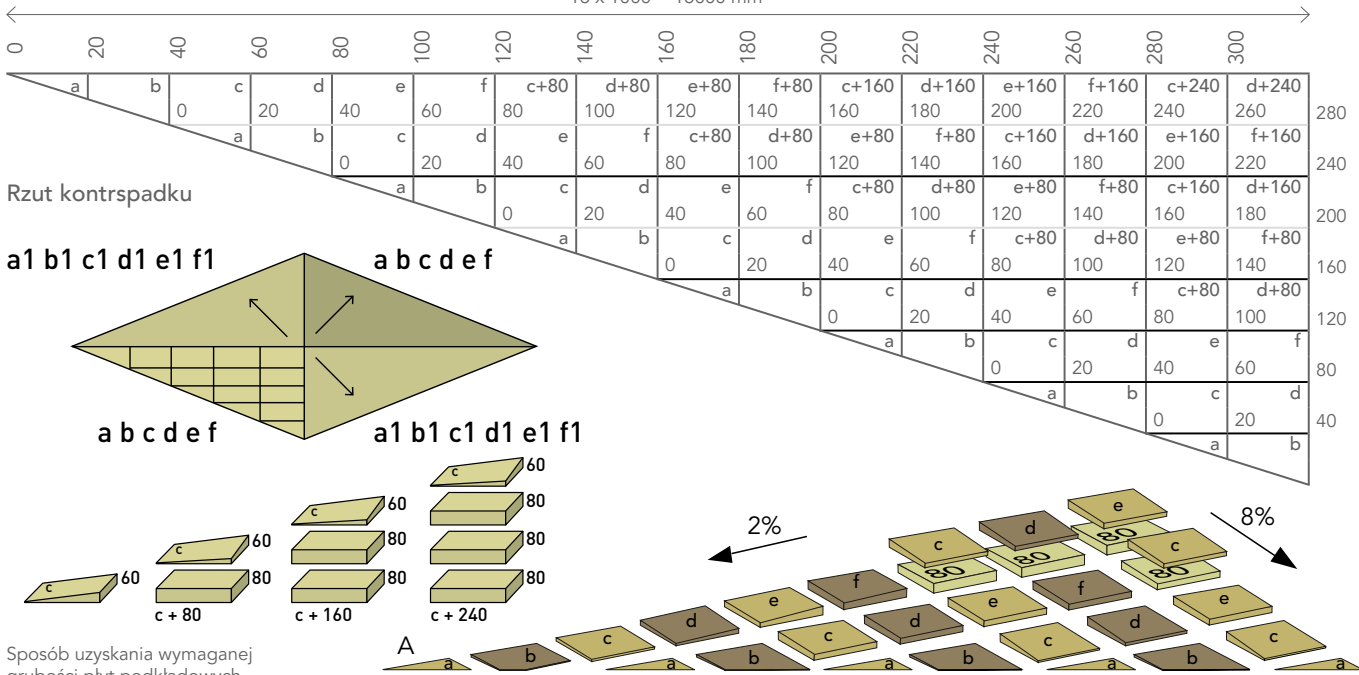 0 20 40 60 80 100 120 140 160 180 200 220 240 260 280 300
a b c d e f c+80 d+80 e+80 f+80 c+160 d+160 e+160 f+160 c+240 d+240
0 20 40 60 80 100 120 140 160 180 200 220 240 260 280
a b c d e f c+80 d+80 e+80 f+80 c+160 d+160 e+160 f+160
0 20 40 60 80 100 120 140 160 180 200 220 240
Rzut kontrspadku
a b c d e f c+80 d+80 e+80 f+80 c+160 d+160
0 20 40 60 80 100 120 140 160 180 200
a b c d e f c+80 d+80 e+80 f+80
0 20 40 60 80 100 120 140 160
a b c d e f c+80 d+80
0 20 40 60 80 100 120
a b c d e f
0 20 40 60 80
a b c d
0 20 40
a b
a1 b1 c1 d1 e1 f1 a b c d e f
a b c d e f a1 b1 c1 d1 e1 f1
c 60
c 60 80
c 60 80 80
c 60 80 80 80
c + 80 c + 160 c + 240
2% 8%
e
d 80
c 80 c
80 80
f e f e
d c d c d c
A
a b a b a b a
Sposób uzyskania wymaganej